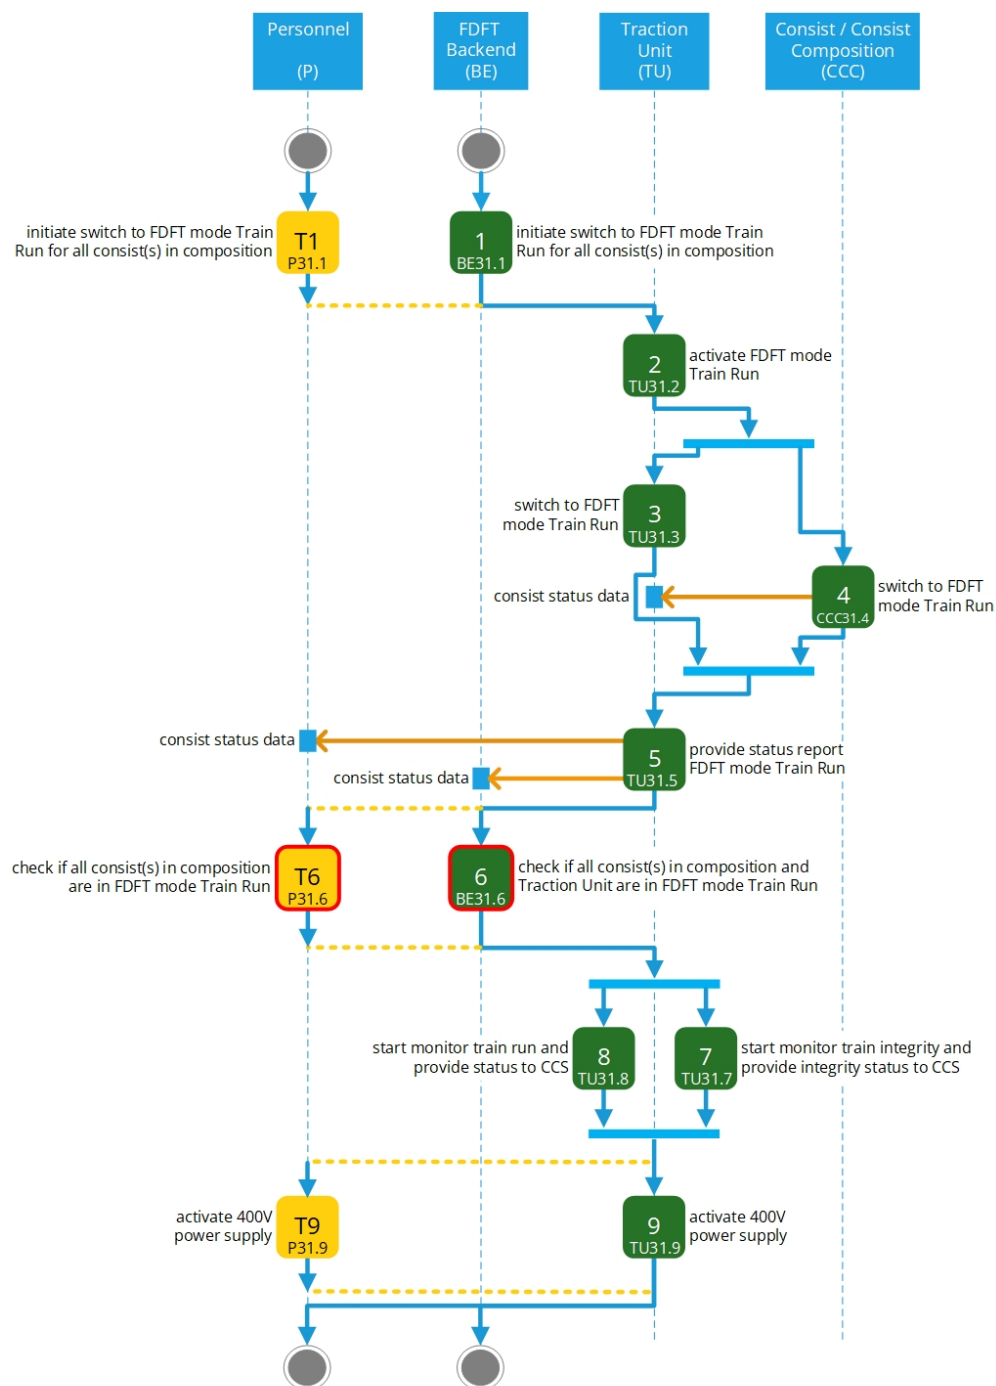 Personnel
(P)
FDFT
Backend
(BE)
Traction
Unit
(TU)
Consist / Consist
Composition
(CCC)
initiate switch to FDFT mode Train
Run for all consist(s) in composition
T1
P31.1
1
BE31.1
initiate switch to FDFT mode Train
Run for all consist(s) in composition
2
TU31.2
activate FDFT mode
Train Run
switch to FDFT
mode Train Run
3
TU31.3
consist status data
4
CCC31.4
switch to FDFT
mode Train Run
consist status data
consist status data
5
TU31.5
provide status report
FDFT mode Train Run
check if all consist(s) in composition
are in FDFT mode Train Run
T6
P31.6
6
BE31.6
check if all consist(s) in composition and
Traction Unit are in FDFT mode Train Run
start monitor train run and
provide status to CCS
8
TU31.8
7
TU31.7
start monitor train integrity and
provide integrity status to CCS
activate 400V
power supply
T9
P31.9
9
TU31.9
activate 400V
power supply